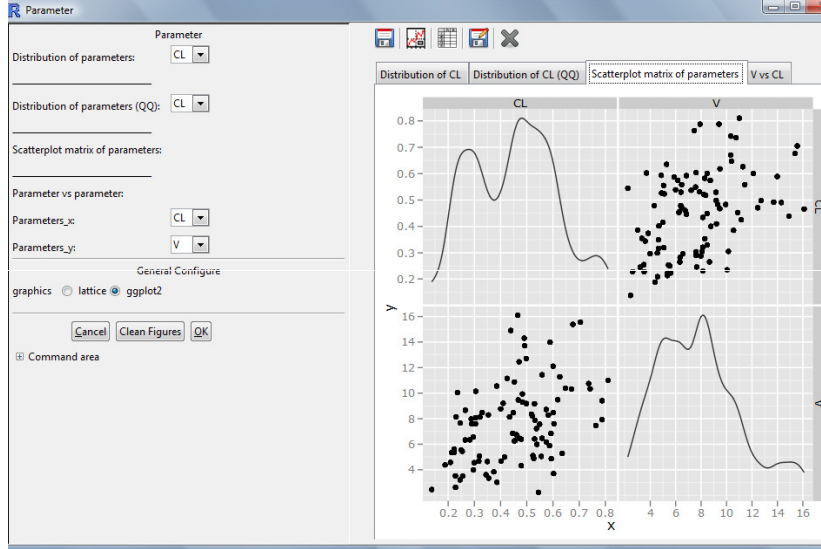 Parameter
Parameter
Distribution of parameters: CL
Distribution of parameters (QQ): CL
Scatterplot matrix of parameters:
Parameter vs parameter:
Parameters_x: CL
Parameters_y: V
General Configure
graphics lattice ggplot2
Cancel Clean Figures OK
Command area
Distribution of CL Distribution of CL (QQ) Scatterplot matrix of parameters V vs CL
CL V
0.8
0.7
0.6
0.5
0.4
0.3
0.2
CL
y
16
14
12
10
8
6
4
V
0.2 0.3 0.4 0.5 0.6 0.7 0.8 4 6 8 10 12 14 16
x